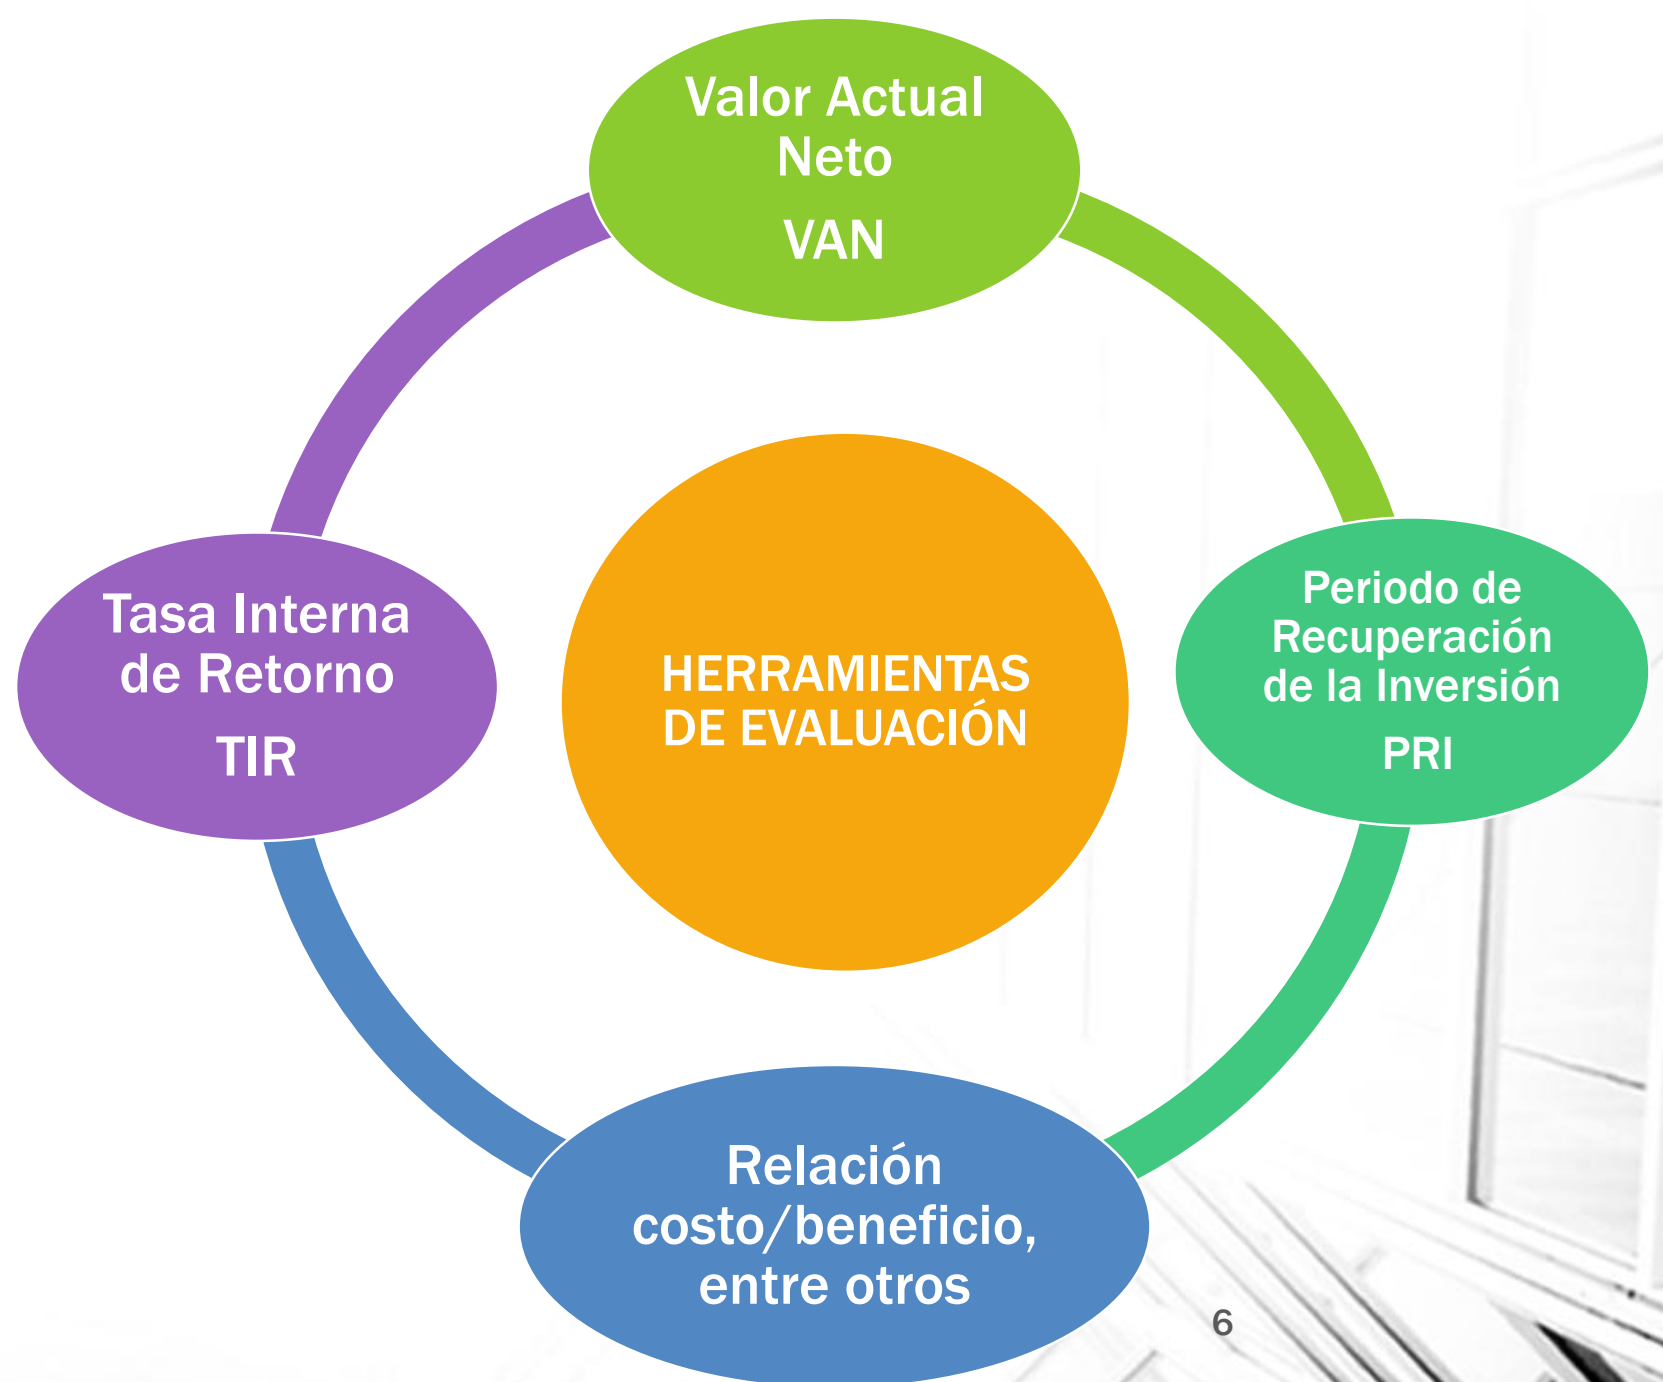 Valor Actual
Neto
VAN
Periodo de
Recuperación
de la Inversión
PRI
HERRAMIENTAS
DE EVALUACIÓN
Tasa Interna
de Retorno
TIR
Relación
costo/beneficio,
entre otros
6